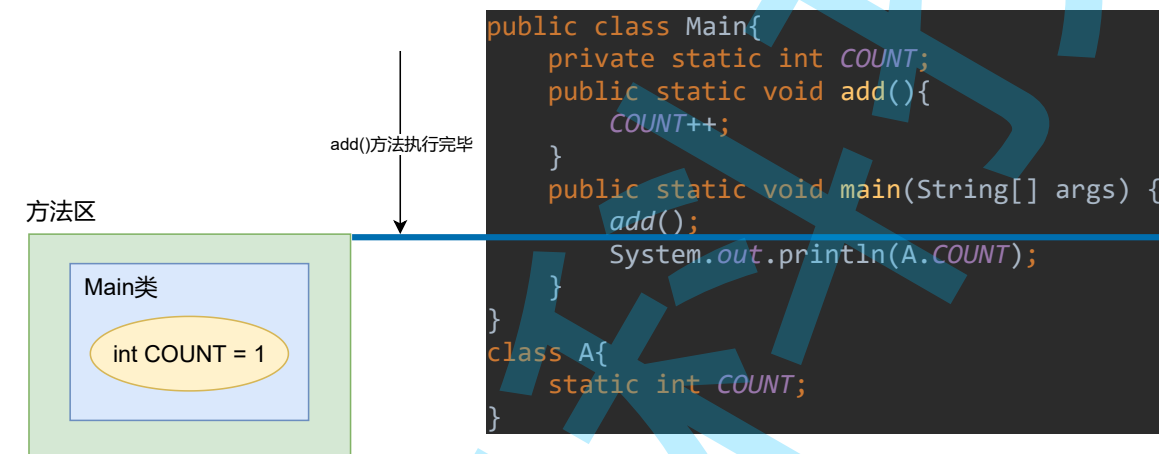 add()方法执行完毕
方法区
Main类
int COUNT = 1
public class Main{
    private static int COUNT;
    public static void add(){
        COUNT++;
    }
    public static void main(String[] args) {
        add();
        System.out.println(A.COUNT);
    }
}
class A{
    static int COUNT;
}